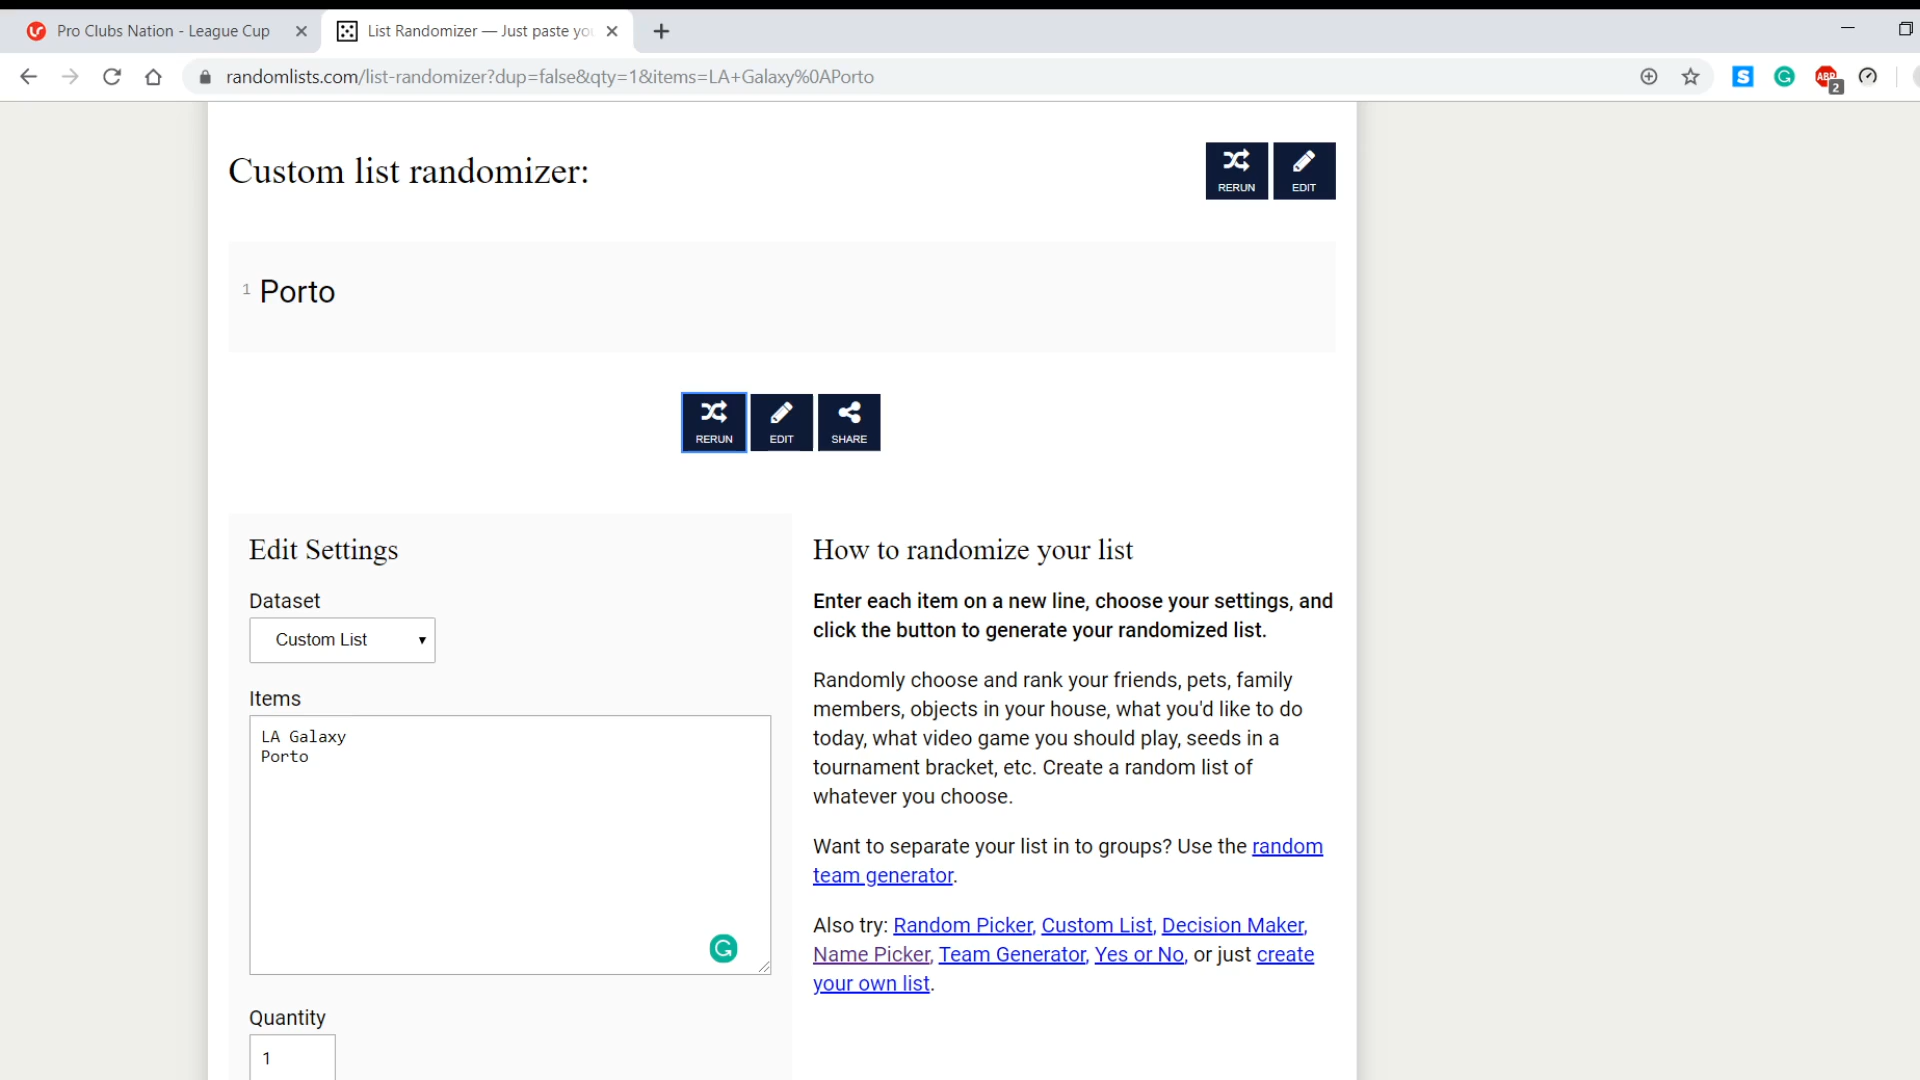 Pro Clubs Nation - League Cup
List Randomizer — Just paste you
randomlists.com/list-randomizer?dup=false&qty=1&items=LA+Galaxy%0APorto
S
G
ABP
2
Custom list randomizer:
RERUN
EDIT
1 Porto
RERUN
EDIT
SHARE
Edit Settings
Dataset
Custom List
Items
LA Galaxy
Porto
G
Quantity
1
How to randomize your list
Enter each item on a new line, choose your settings, and
click the button to generate your randomized list.
Randomly choose and rank your friends, pets, family
members, objects in your house, what you'd like to do
today, what video game you should play, seeds in a
tournament bracket, etc. Create a random list of
whatever you choose.
Want to separate your list in to groups? Use the random
team generator.
Also try: Random Picker, Custom List, Decision Maker,
Name Picker, Team Generator, Yes or No, or just create
your own list.